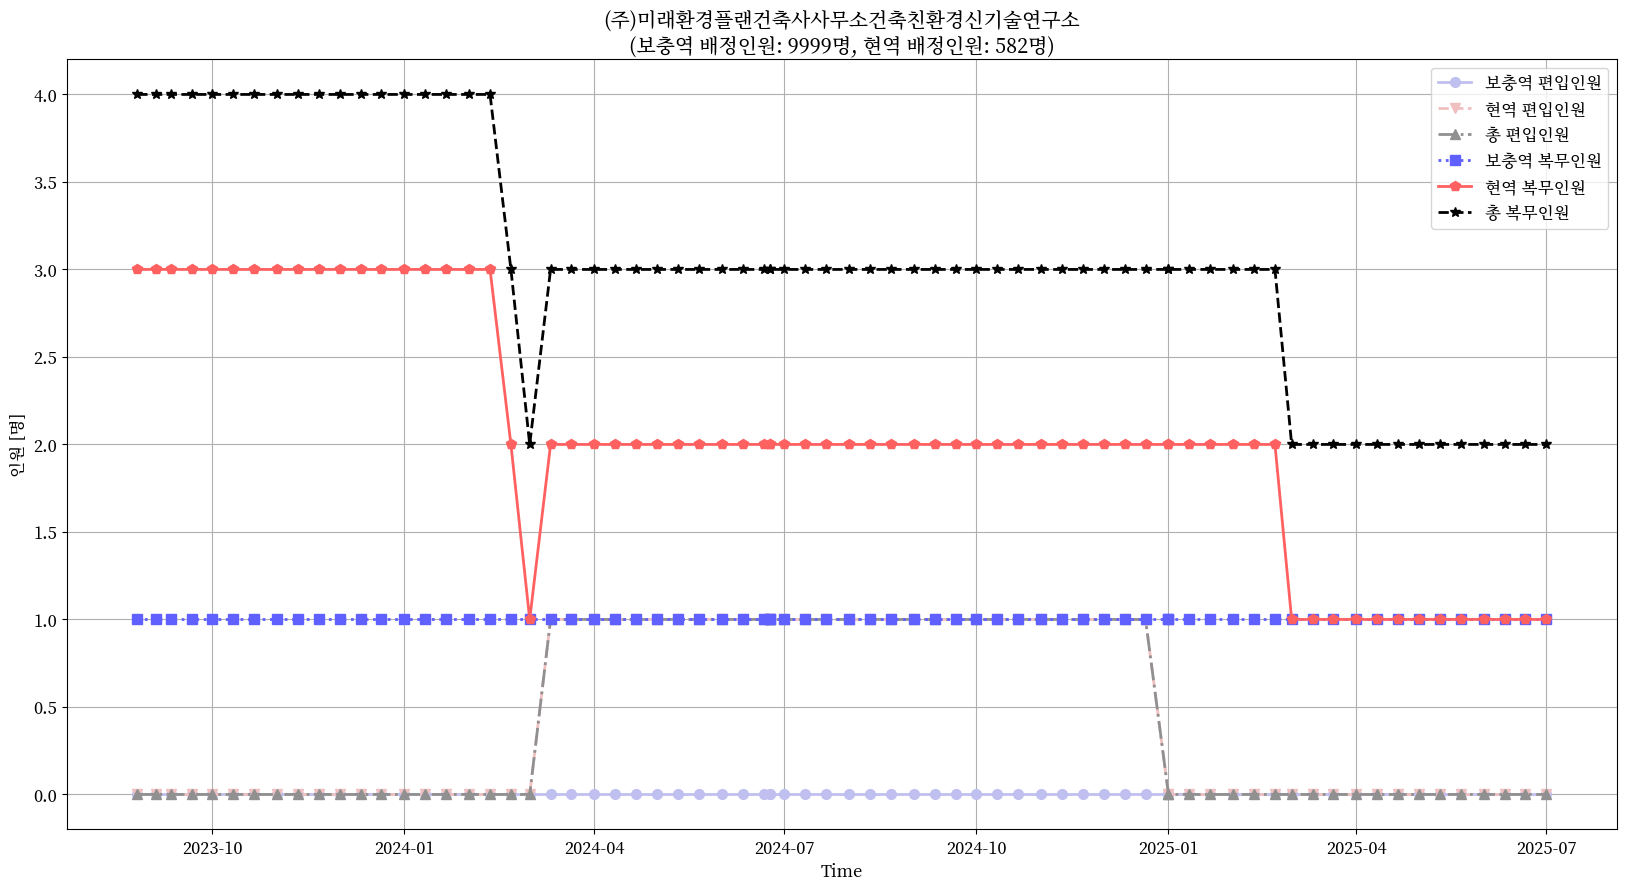 (주)미래환경플랜건축사사무소건축친환경신기술연구소
(보충역 배정인원: 9999명, 현역 배정인원: 582명)
보충역 편입인원
현역 편입인원
총 편입인원
보충역 복무인원
현역 복무인원
총 복무인원
4.0
3.5
3.0
2.5
2.0
1.5
1.0
0.5
0.0
인원 [명]
2023-10
2024-01
2024-04
2024-07
2024-10
2025-01
2025-04
2025-07
Time